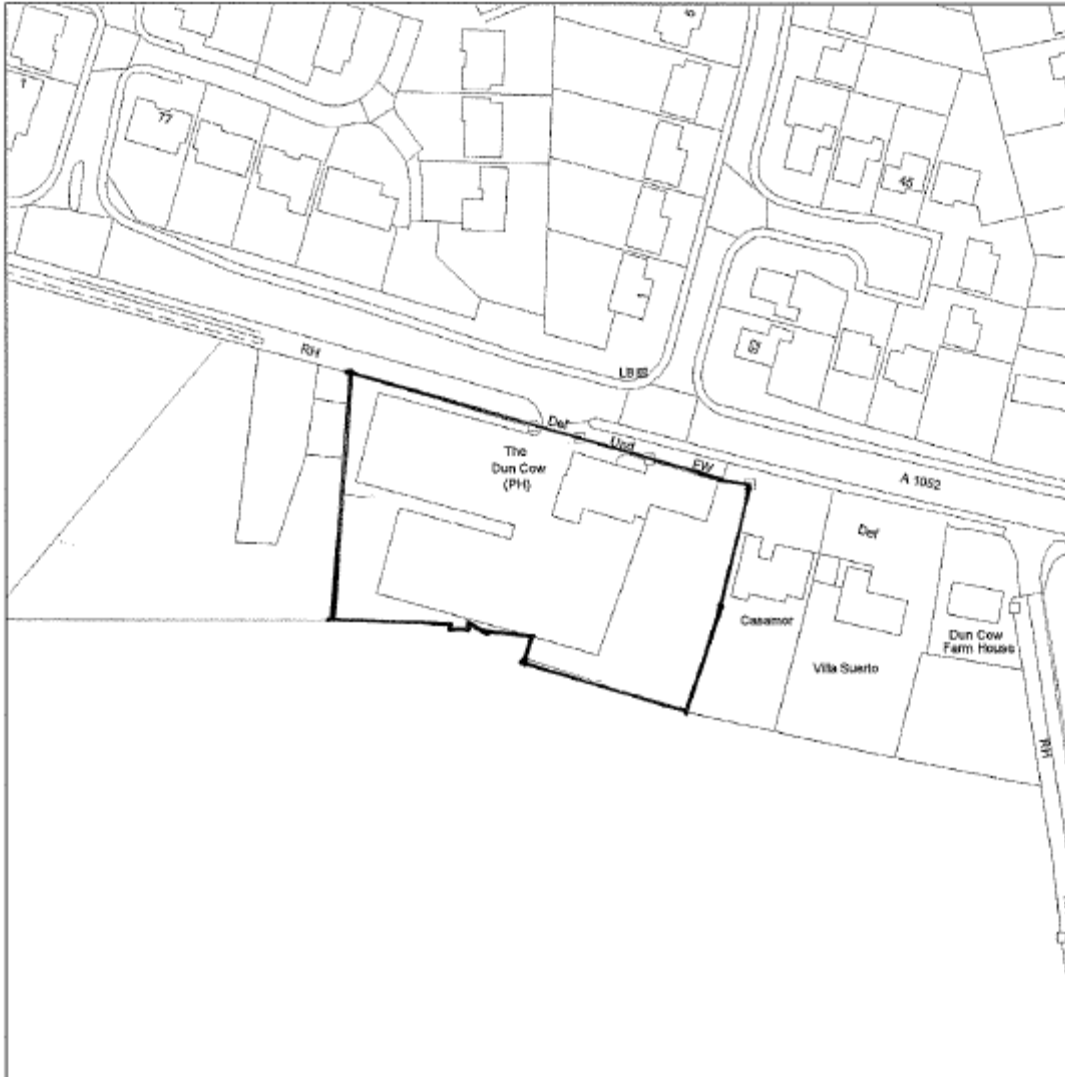 77
45
RH
LB
Def
Und
FW
The
Dun Cow
(PH)
A 1052
Def
Casamor
Villa Suerto
Dun Cow
Farm House
RH